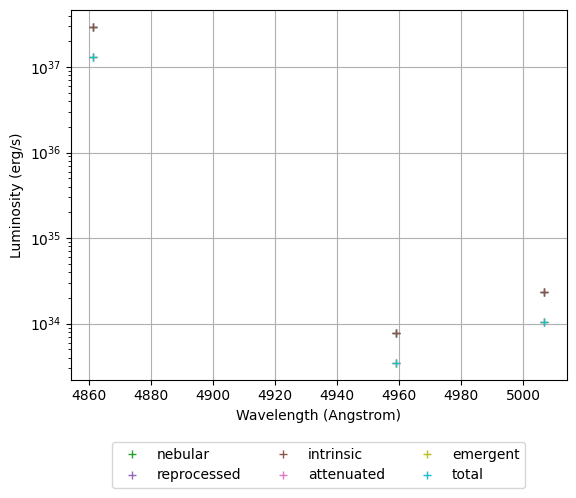 Luminosity (erg/s)
10^37
10^36
10^35
10^34
4860 4880 4900 4920 4940 4960 4980 5000
Wavelength (Angstrom)
nebular intrinsic emergent
reprocessed attenuated total